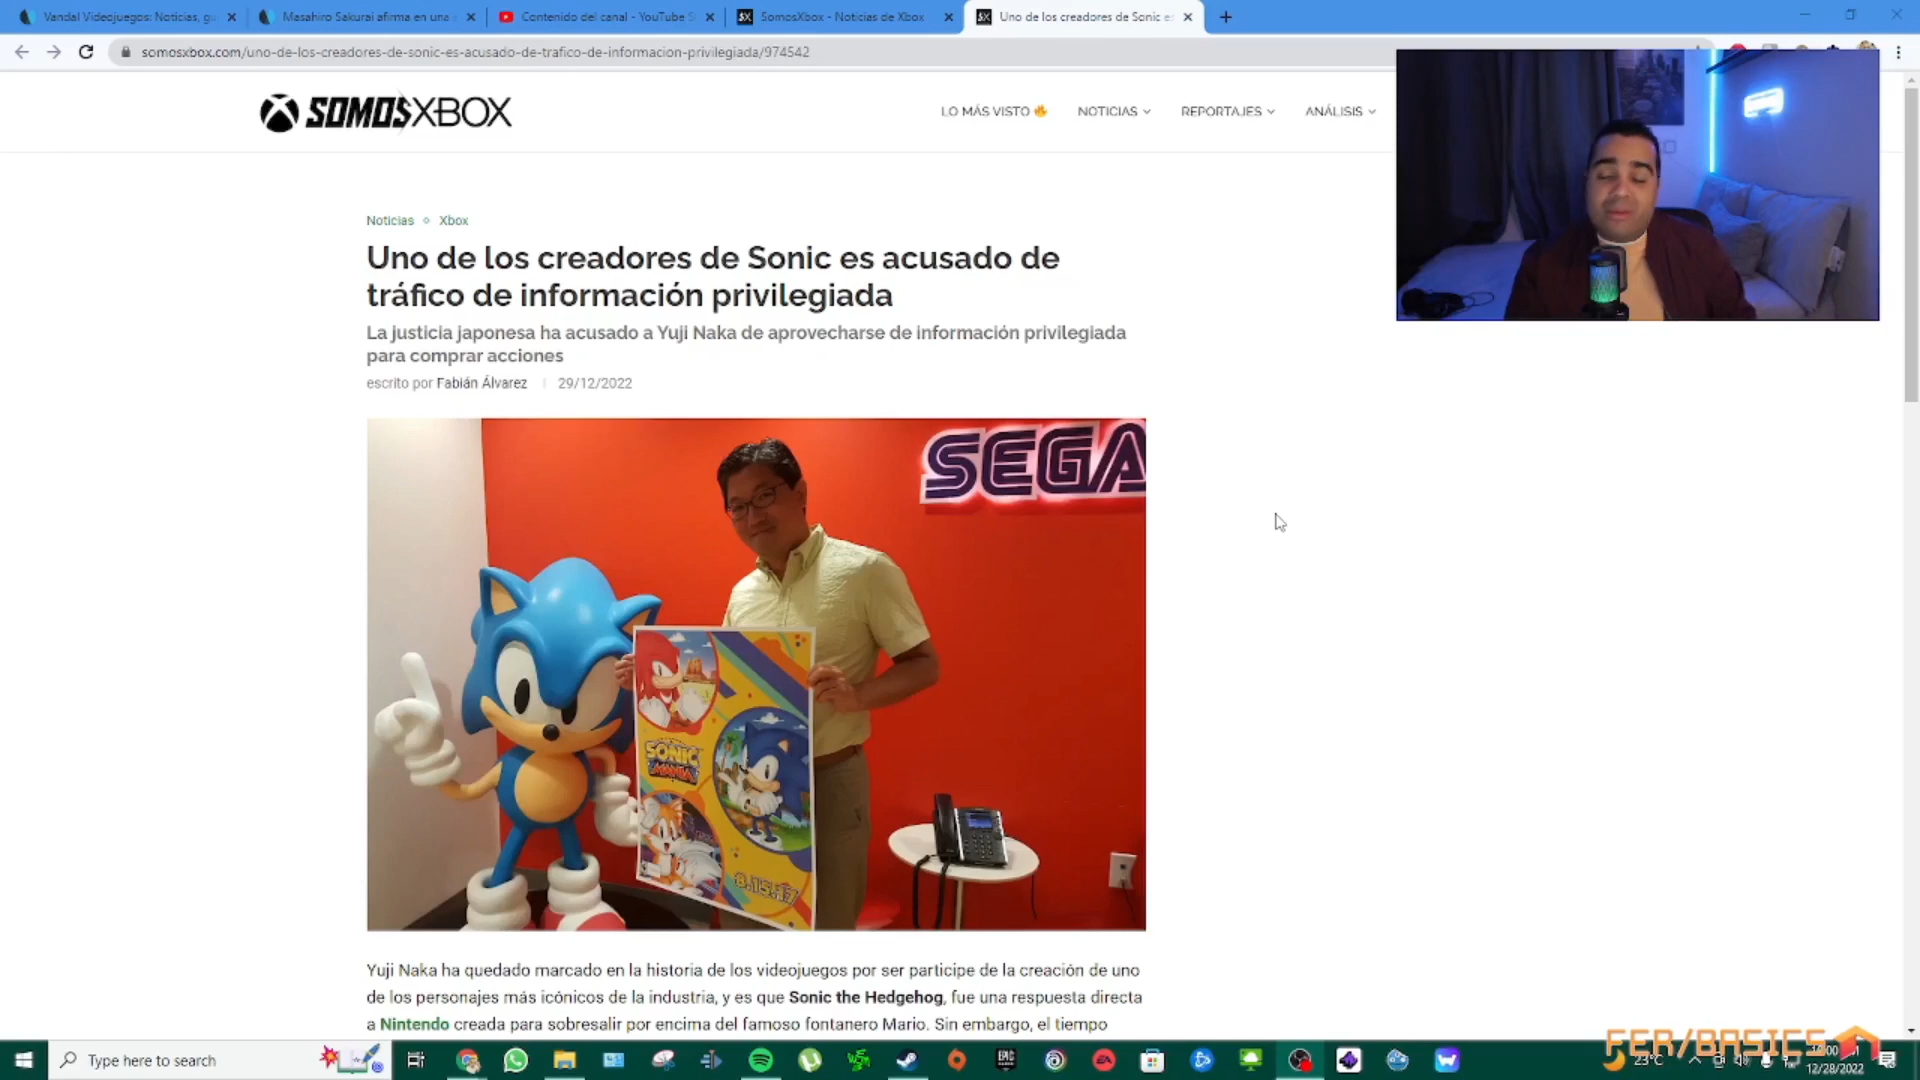 Vandal Videojuegos: Noticias, gu
Masahiro Sakurai afirma en una e
Contenido del canal - YouTube S
SomosXbox - Noticias de Xbox
Uno de los creadores de Sonic es
somosxbox.com/uno-de-los-creadores-de-sonic-es-acusado-de-trafico-de-informacion-privilegiada/974542
SOMOSXBOX
LO MÁS VISTO
NOTICIAS
REPORTAJES
ANÁLISIS
Noticias
Xbox
Uno de los creadores de Sonic es acusado de
tráfico de información privilegiada
La justicia japonesa ha acusado a Yuji Naka de aprovecharse de información privilegiada
para comprar acciones
escrito por Fabián Álvarez
29/12/2022
SEGA
SONIC
MANIA
8.15.17
Yuji Naka ha quedado marcado en la historia de los videojuegos por ser participe de la creación de uno
de los personajes más icónicos de la industria, y es que Sonic the Hedgehog, fue una respuesta directa
a Nintendo creada para sobresalir por encima del famoso fontanero Mario. Sin embargo, el tiempo
Type here to search
EPIC
EA
FER/BASICS
23°C
12/28/2022